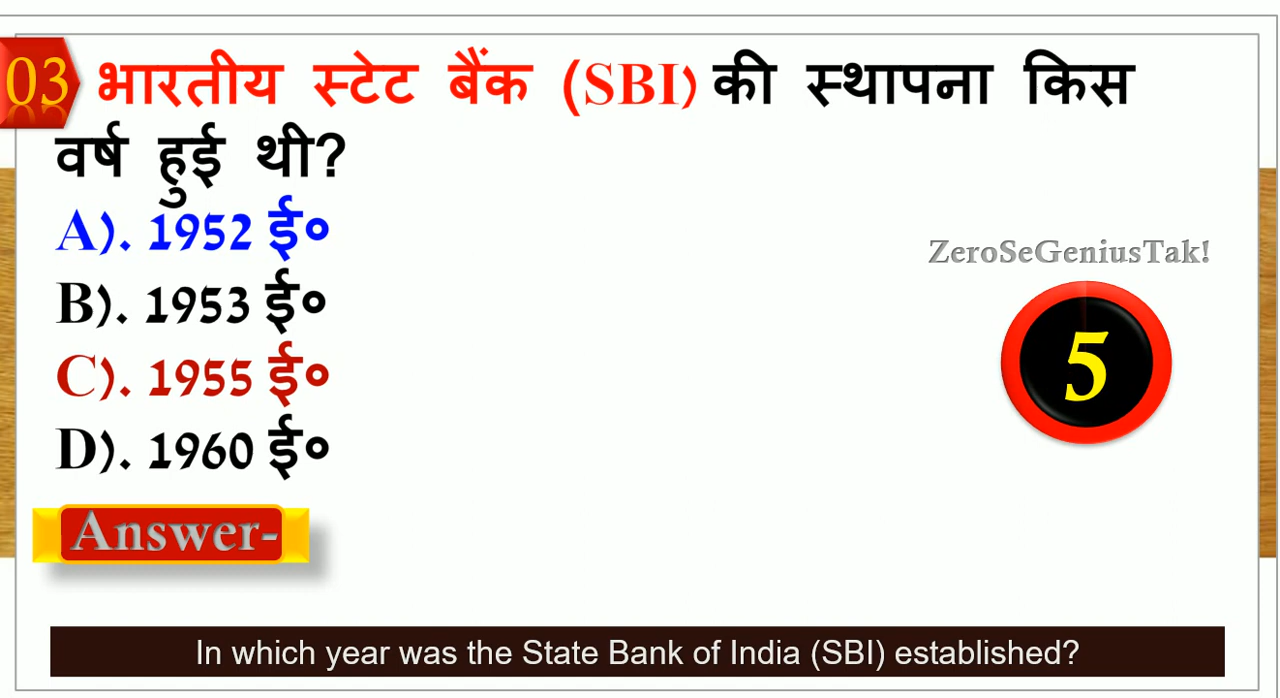 03 भारतीय स्टेट बैंक (SBI) की स्थापना किस
वर्ष हुई थी?
A). 1952 ई०
B). 1953 ई०
C). 1955 ई०
D). 1960 ई०
ZeroSeGeniusTak!
5
Answer-
In which year was the State Bank of India (SBI) established?